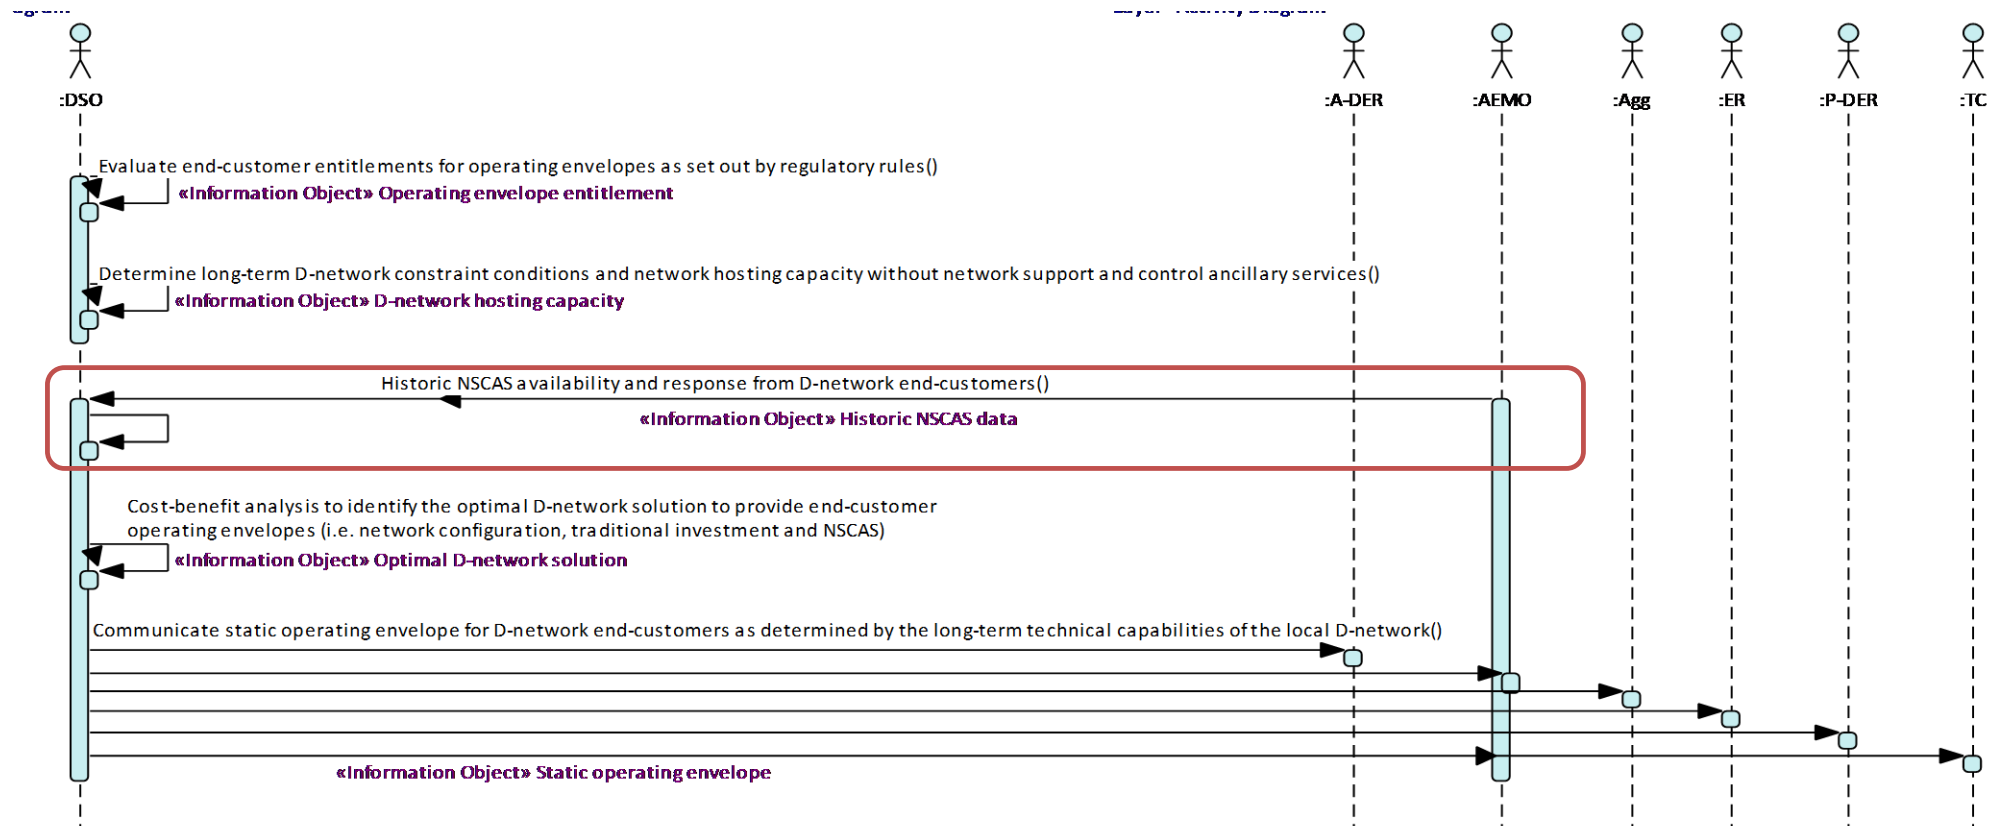 :DSO
:A-DER
:AEMO
:Agg
:ER
:P-DER
:TC
Evaluate end-customer entitlements for operating envelopes as set out by regulatory rules()
«Information Object» Operating envelope entitlement
Determine long-term D-network constraint conditions and network hosting capacity without network support and control ancillary services()
«Information Object» D-network hosting capacity
Historic NSCAS availability and response from D-network end-customers()
«Information Object» Historic NSCAS data
Cost-benefit analysis to identify the optimal D-network solution to provide end-customer
operating envelopes (i.e. network configuration, traditional investment and NSCAS)
«Information Object» Optimal D-network solution
Communicate static operating envelope for D-network end-customers as determined by the long-term technical capabilities of the local D-network()
«Information Object» Static operating envelope